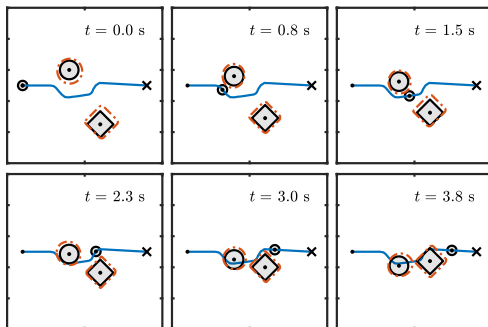 t = 0.0 s
t = 0.8 s
t = 1.5 s
t = 2.3 s
t = 3.0 s
t = 3.8 s